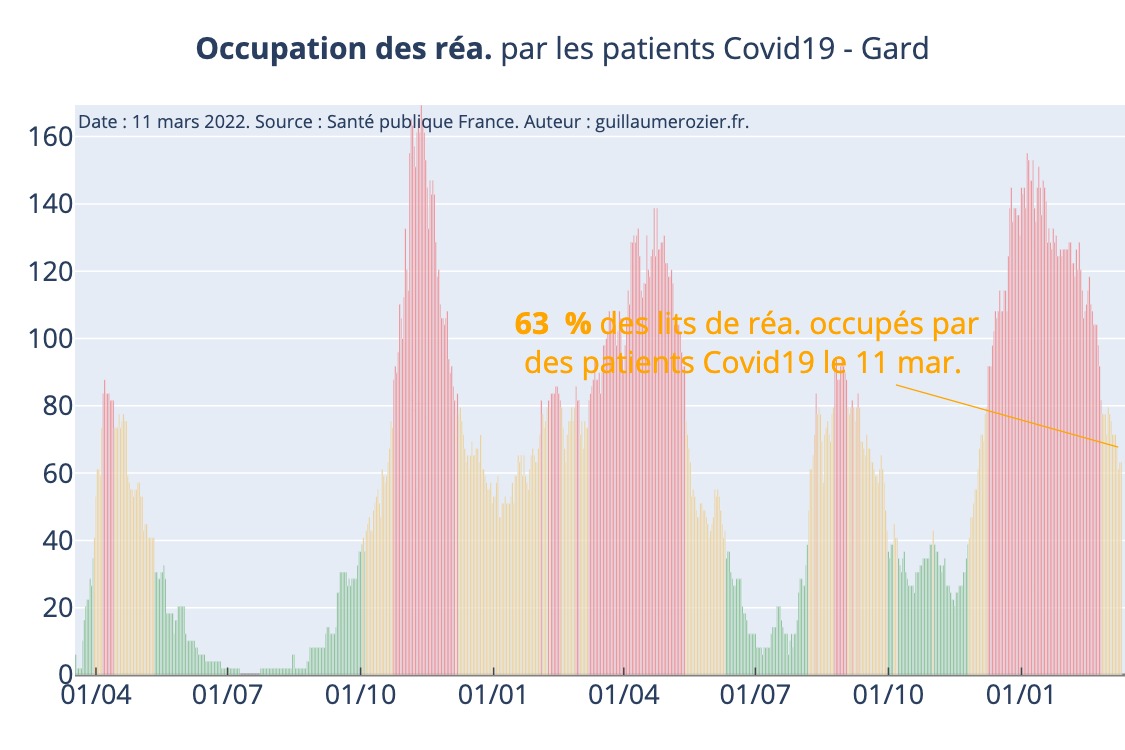 Occupation des réa. par les patients Covid19 - Gard
Date : 11 mars 2022. Source : Santé publique France. Auteur : guillaumerozier.fr.
160
140
120
100
80
60
40
20
0
63 % des lits de réa. occupés par
des patients Covid19 le 11 mar.
01/04 01/07 01/10 01/01 01/04 01/07 01/10 01/01